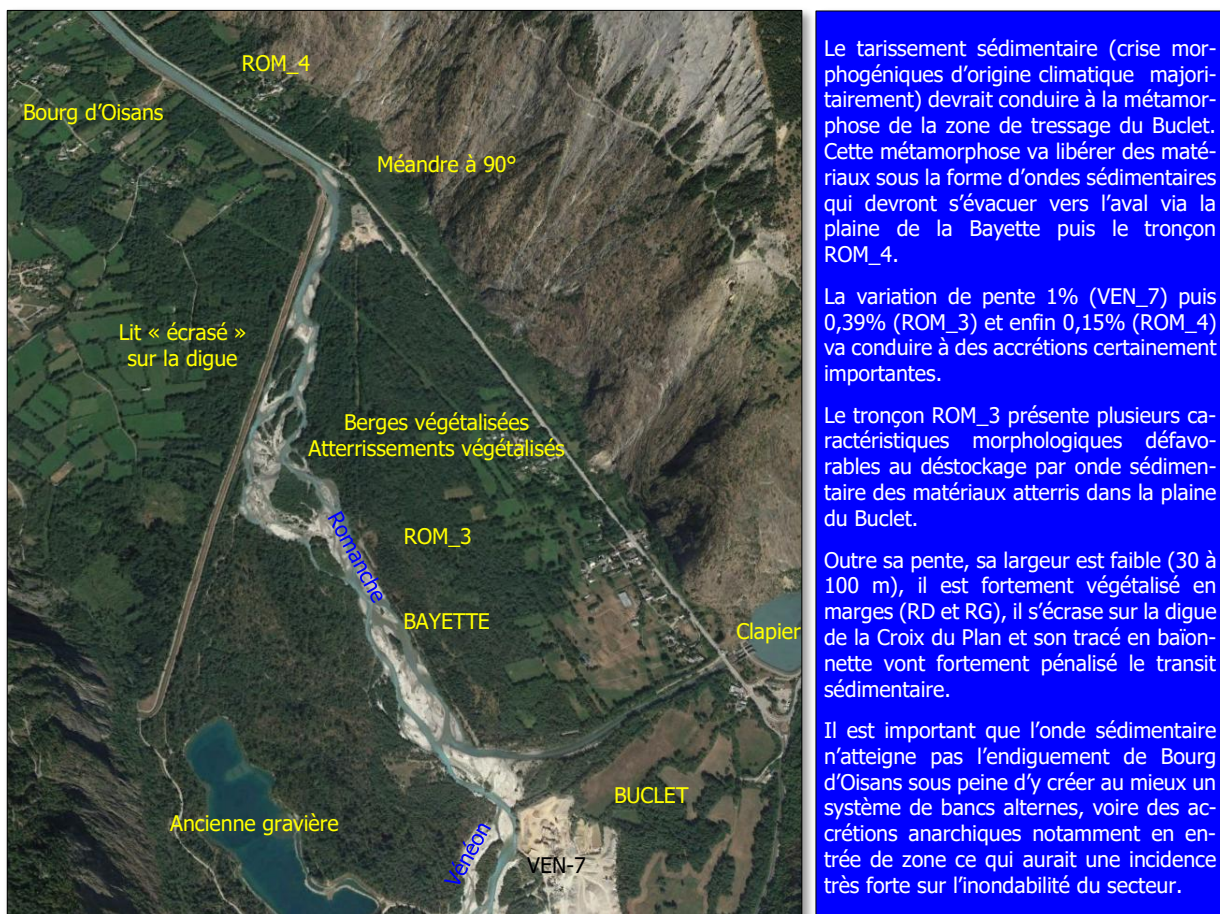 ROM_4
Bourg d’Oisans
Méandre à 90°
Lit « écrasé »
sur la digue
Berges végétalisées
Atterrissements végétalisés
Romanche
ROM_3
BAYETTE
Clapier
BUCLET
Ancienne gravière
Vénéon
VEN-7
Le tarissement sédimentaire (crise mor-
phogéniques d’origine climatique majori-
tairement) devrait conduire à la métamor-
phose de la zone de tressage du Buclet.
Cette métamorphose va libérer des maté-
riaux sous la forme d’ondes sédimentaires
qui devront s’évacuer vers l’aval via la
plaine de la Bayette puis le tronçon
ROM_4.
La variation de pente 1% (VEN_7) puis
0,39% (ROM_3) et enfin 0,15% (ROM_4)
va conduire à des accrétions certainement
importantes.
Le tronçon ROM_3 présente plusieurs ca-
ractéristiques morphologiques défavo-
rables au déstockage par onde sédimen-
taire des matériaux atterris dans la plaine
du Buclet.
Outre sa pente, sa largeur est faible (30 à
100 m), il est fortement végétalisé en
marges (RD et RG), il s’écrase sur la digue
de la Croix du Plan et son tracé en baïon-
nette vont fortement pénalisé le transit
sédimentaire.
Il est important que l’onde sédimentaire
n’atteigne pas l’endiguement de Bourg
d’Oisans sous peine d’y créer au mieux un
système de bancs alternes, voire des ac-
crétions anarchiques notamment en en-
trée de zone ce qui aurait une incidence
très forte sur l’inondabilité du secteur.